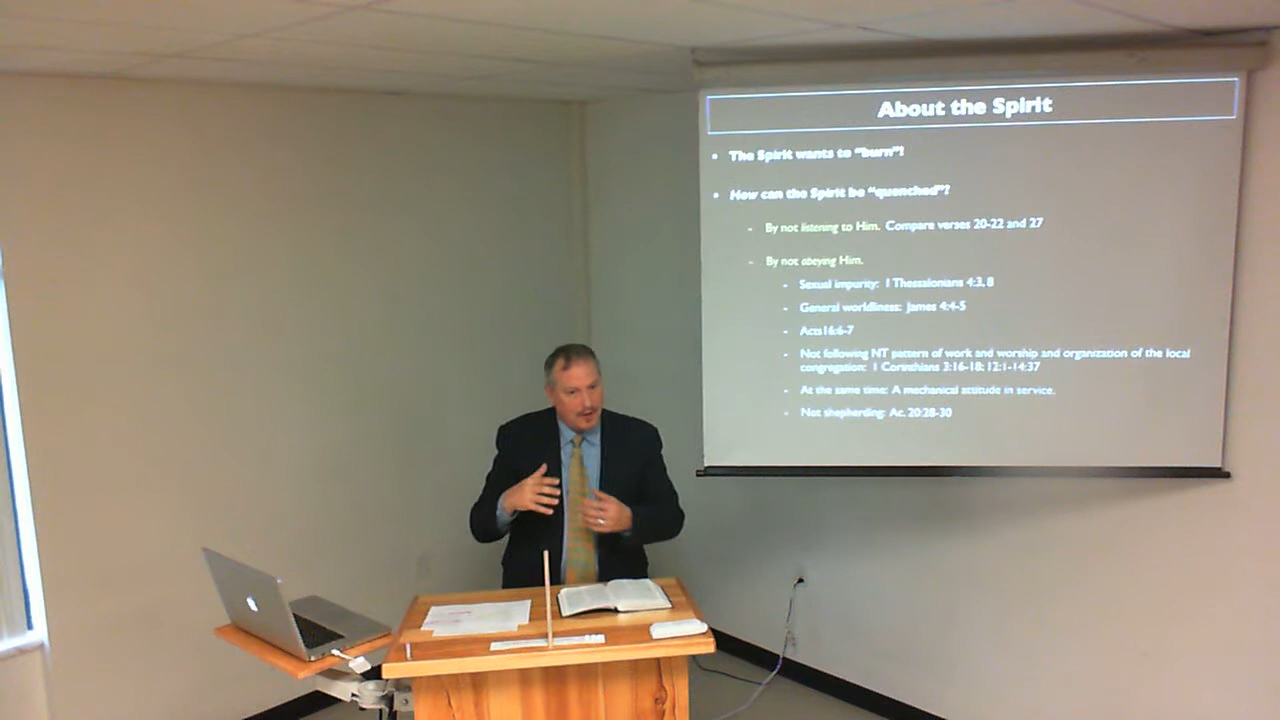 About the Spirit
• The Spirit wants to “burn”!
• How can the Spirit be “quenched”?
- By not listening to Him. Compare verses 20-22 and 27
- By not obeying Him.
- Sexual impurity: 1 Thessalonians 4:3, 8
- General worldliness: James 4:4-5
- Acts16:6-7
- Not following NT pattern of work and worship and organization of the local
congregation: 1 Corinthians 3:16-18; 12:1-14:37
- At the same time: A mechanical attitude in service.
- Not shepherding: Ac. 20:28-30